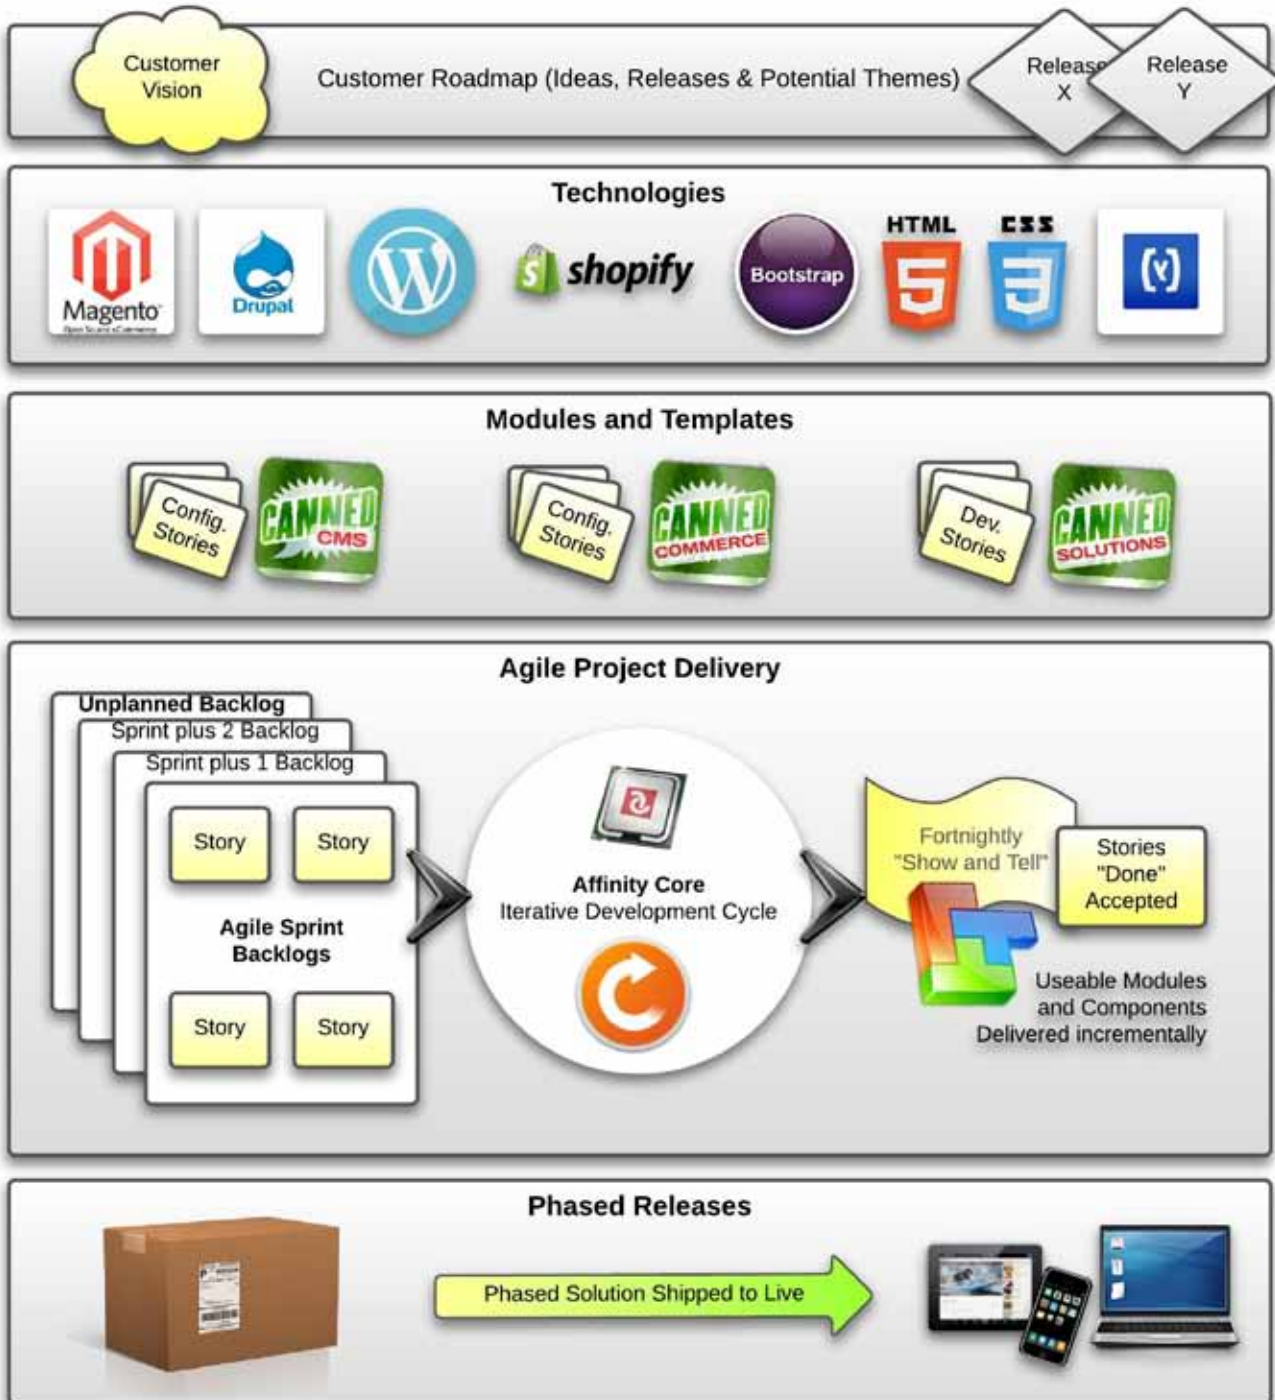 Customer
Vision
Customer Roadmap (Ideas, Releases & Potential Themes)
Release
X
Release
Y
Technologies
Magento
Open Source eCommerce
Drupal
shopify
Bootstrap
HTML
5
CSS
3
Modules and Templates
Config.
Stories
CANNED
CMS
Config.
Stories
CANNED
COMMERCE
Dev.
Stories
CANNED
SOLUTIONS
Agile Project Delivery
Unplanned Backlog
Sprint plus 2 Backlog
Sprint plus 1 Backlog
Story
Story
Agile Sprint
Backlogs
Story
Story
Affinity Core
Iterative Development Cycle
Fortnightly
"Show and Tell"
Stories
"Done"
Accepted
Useable Modules
and Components
Delivered incrementally
Phased Releases
Phased Solution Shipped to Live